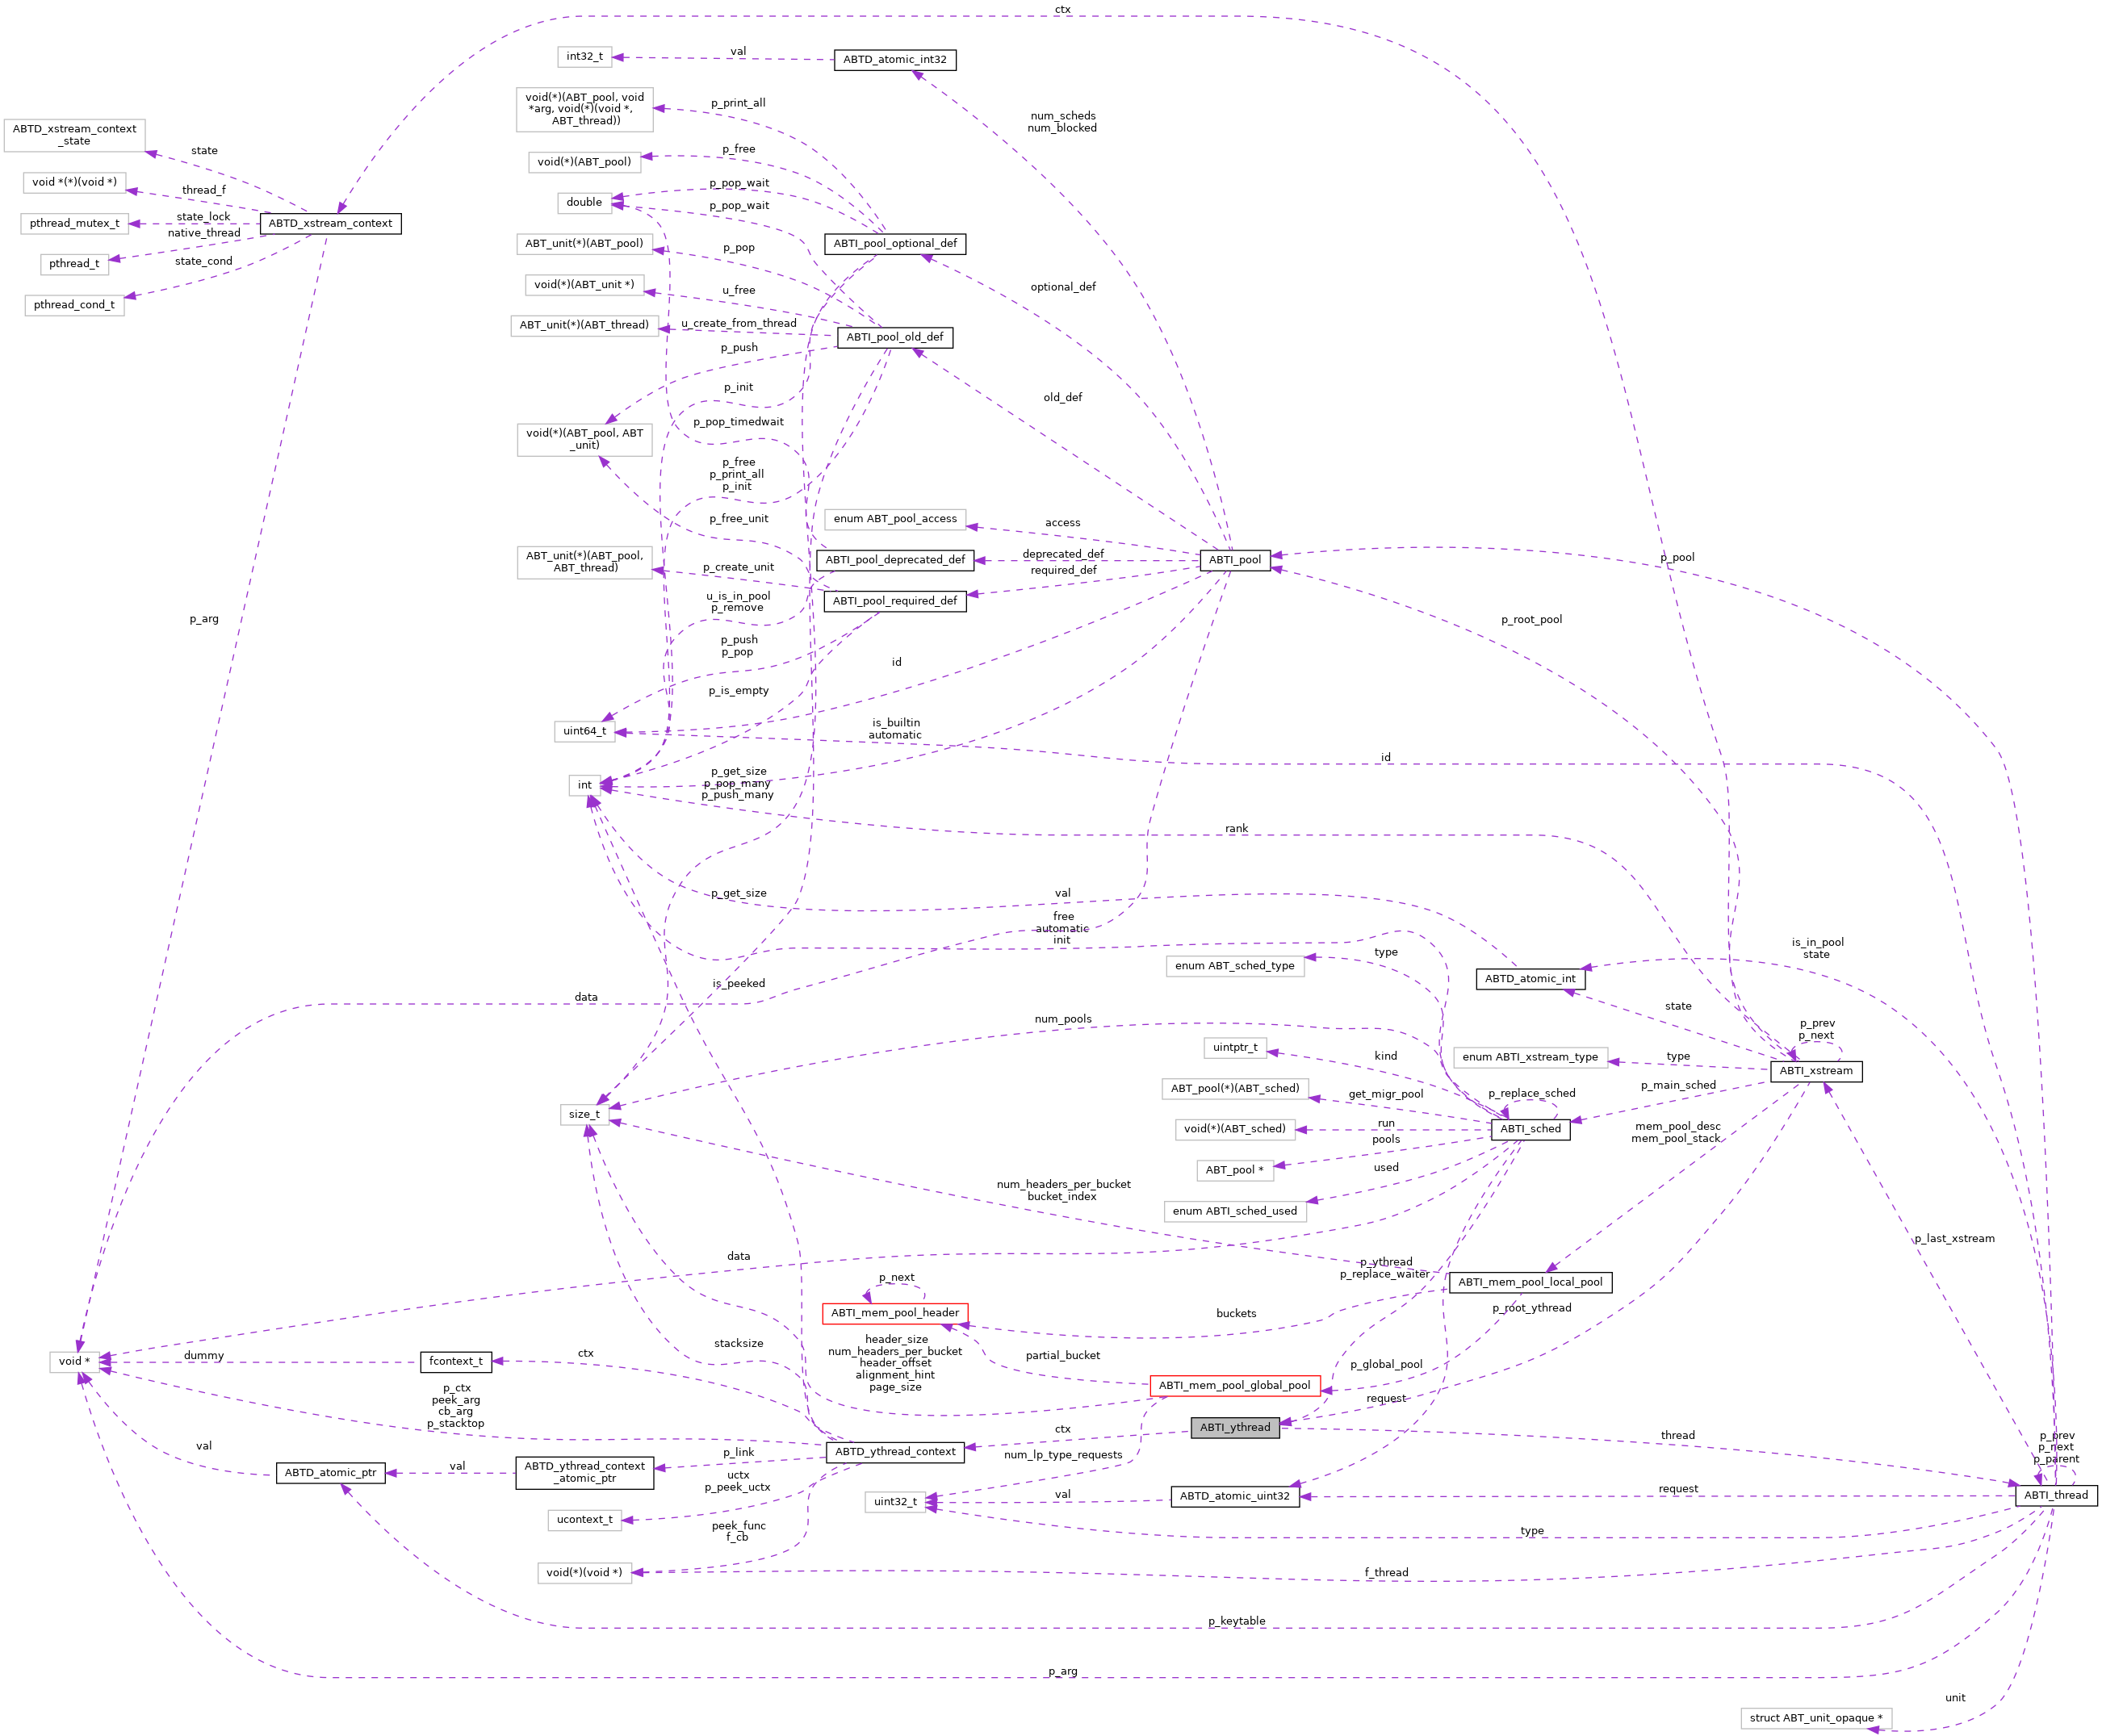 ctx
int32_t
val
ABTD_atomic_int32
void(*)(ABT_pool, void
*arg, void(*)(void *,
ABT_thread))
p_print_all
num_scheds
num_blocked
ABTD_xstream_context
_state
state
void(*)(ABT_pool)
p_free
void *(*)(void *)
thread_f
double
p_pop_wait
p_pop_wait
pthread_mutex_t
state_lock
ABTD_xstream_context
native_thread
pthread_t
state_cond
pthread_cond_t
ABT_unit(*)(ABT_pool)
p_pop
ABTI_pool_optional_def
void(*)(ABT_unit *)
u_free
optional_def
ABT_unit(*)(ABT_thread)
u_create_from_thread
ABTI_pool_old_def
p_push
p_init
old_def
p_pop_timedwait
void(*)(ABT_pool, ABT
_unit)
p_free
p_print_all
p_init
p_free_unit
enum ABT_pool_access
access
ABT_unit(*)(ABT_pool,
ABT_thread)
p_create_unit
ABTI_pool_deprecated_def
deprecated_def
ABTI_pool
p_pool
required_def
ABTI_pool_required_def
u_is_in_pool
p_remove
p_arg
p_root_pool
p_push
p_pop
id
p_is_empty
uint64_t
is_builtin
automatic
id
int
p_get_size
p_pop_many
p_push_many
rank
p_get_size
val
free
automatic
init
is_in_pool
state
type
enum ABT_sched_type
ABTD_atomic_int
is_peeked
data
state
num_pools
p_prev
p_next
uintptr_t
kind
enum ABTI_xstream_type
type
ABTI_xstream
ABT_pool(*)(ABT_sched)
get_migr_pool
p_replace_sched
p_main_sched
size_t
void(*)(ABT_sched)
run
ABTI_sched
mem_pool_desc
mem_pool_stack
pools
ABT_pool *
used
num_headers_per_bucket
bucket_index
enum ABTI_sched_used
p_last_xstream
data
p_ythread
p_replace_waiter
p_next
ABTI_mem_pool_local_pool
ABTI_mem_pool_header
buckets
p_root_ythread
header_size
num_headers_per_bucket
header_offset
alignment_hint
page_size
stacksize
void *
dummy
fcontext_t
ctx
partial_bucket
p_global_pool
ABTI_mem_pool_global_pool
request
p_ctx
peek_arg
cb_arg
p_stacktop
ABTI_ythread
ctx
thread
p_prev
p_next
p_parent
ABTD_ythread_context
p_link
num_lp_type_requests
val
ABTD_atomic_ptr
val
ABTD_ythread_context
_atomic_ptr
uctx
p_peek_uctx
uint32_t
val
ABTD_atomic_uint32
request
ABTI_thread
ucontext_t
peek_func
f_cb
type
void(*)(void *)
f_thread
p_keytable
p_arg
unit
struct ABT_unit_opaque *